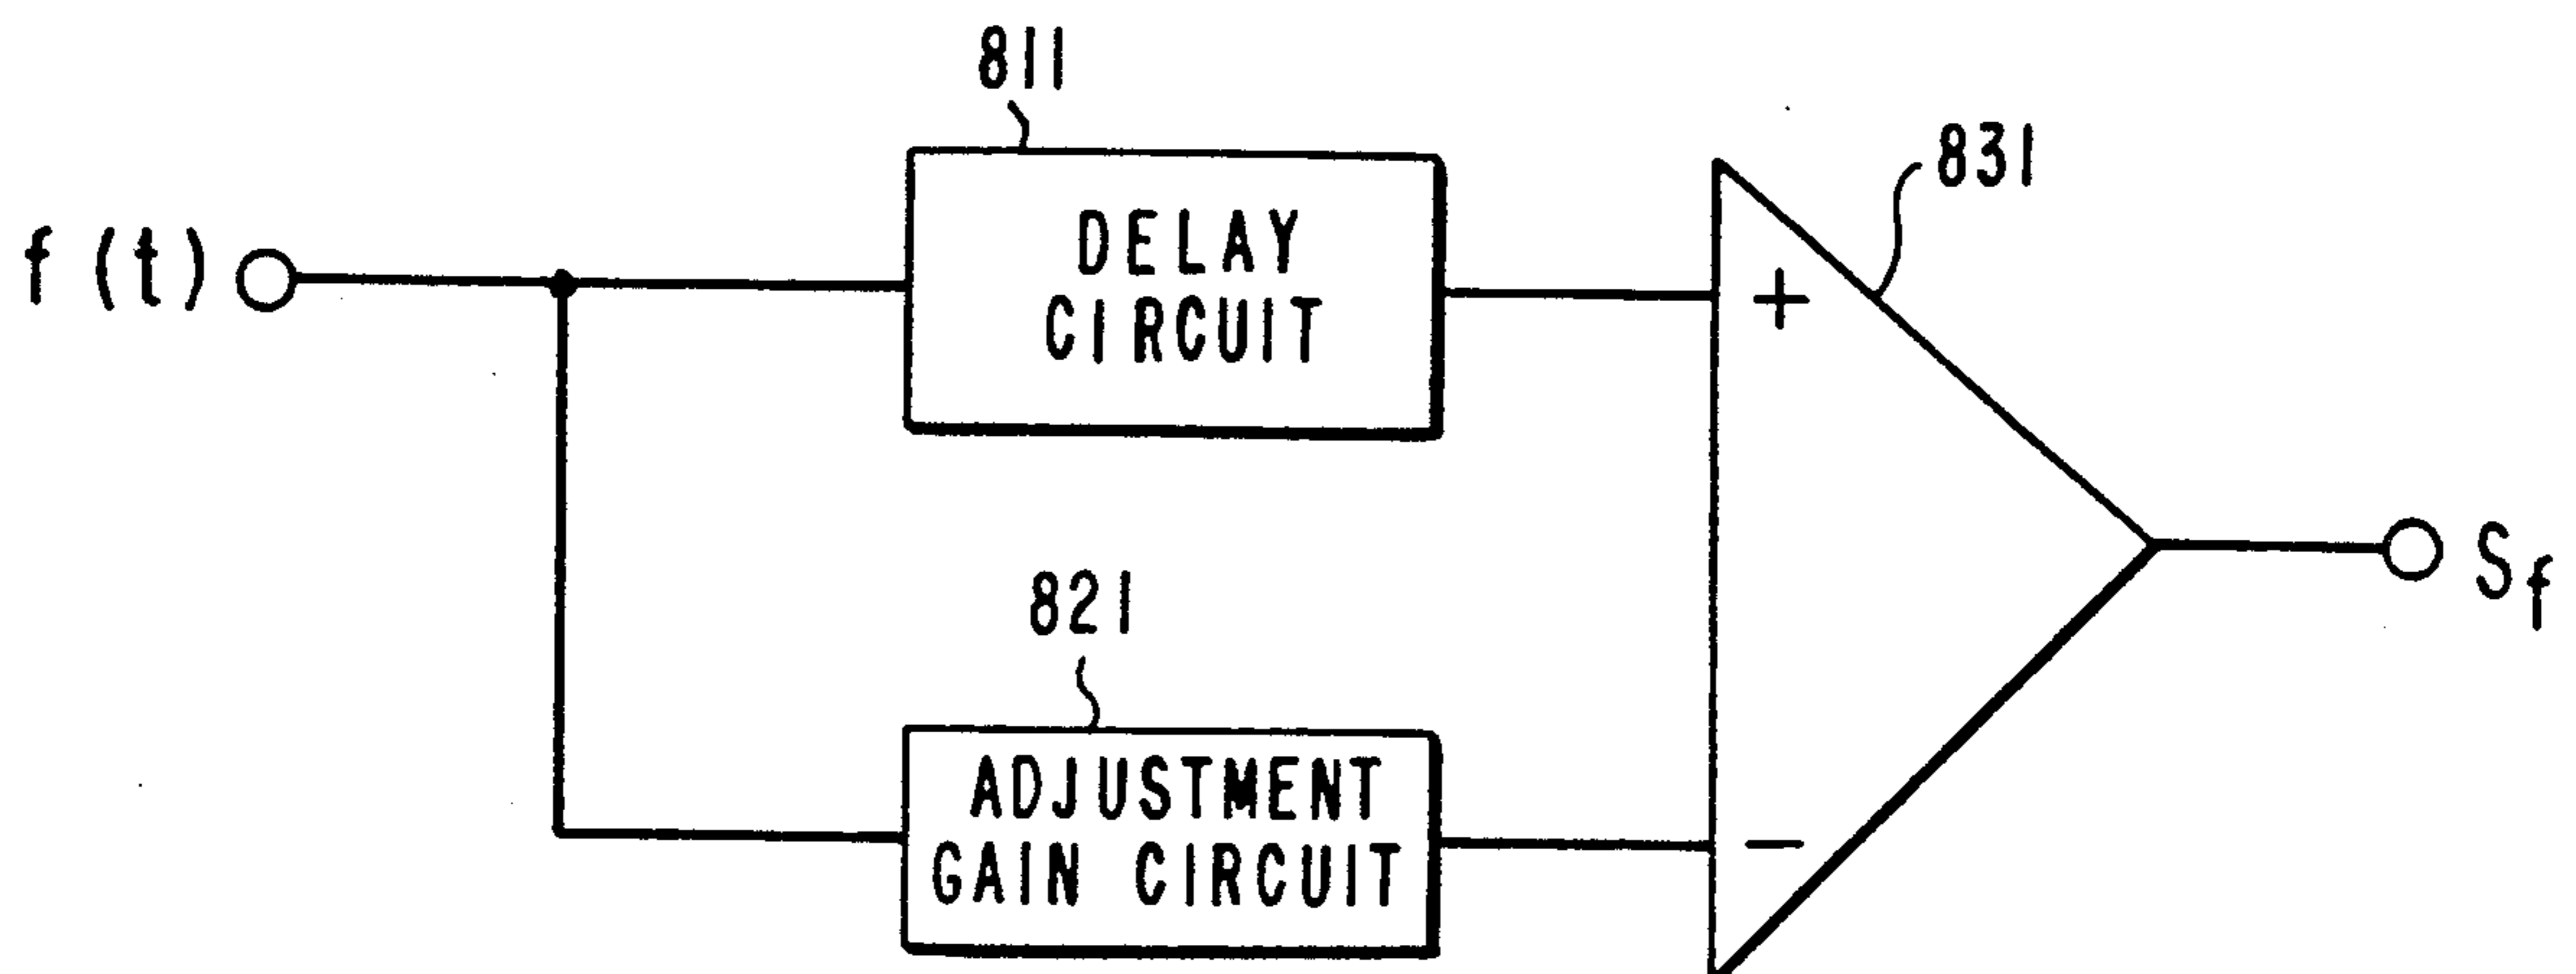 811
DELAY
CIRCUIT
831
f (t)
+
821
Sf
ADJUSTMENT
GAIN CIRCUIT
−